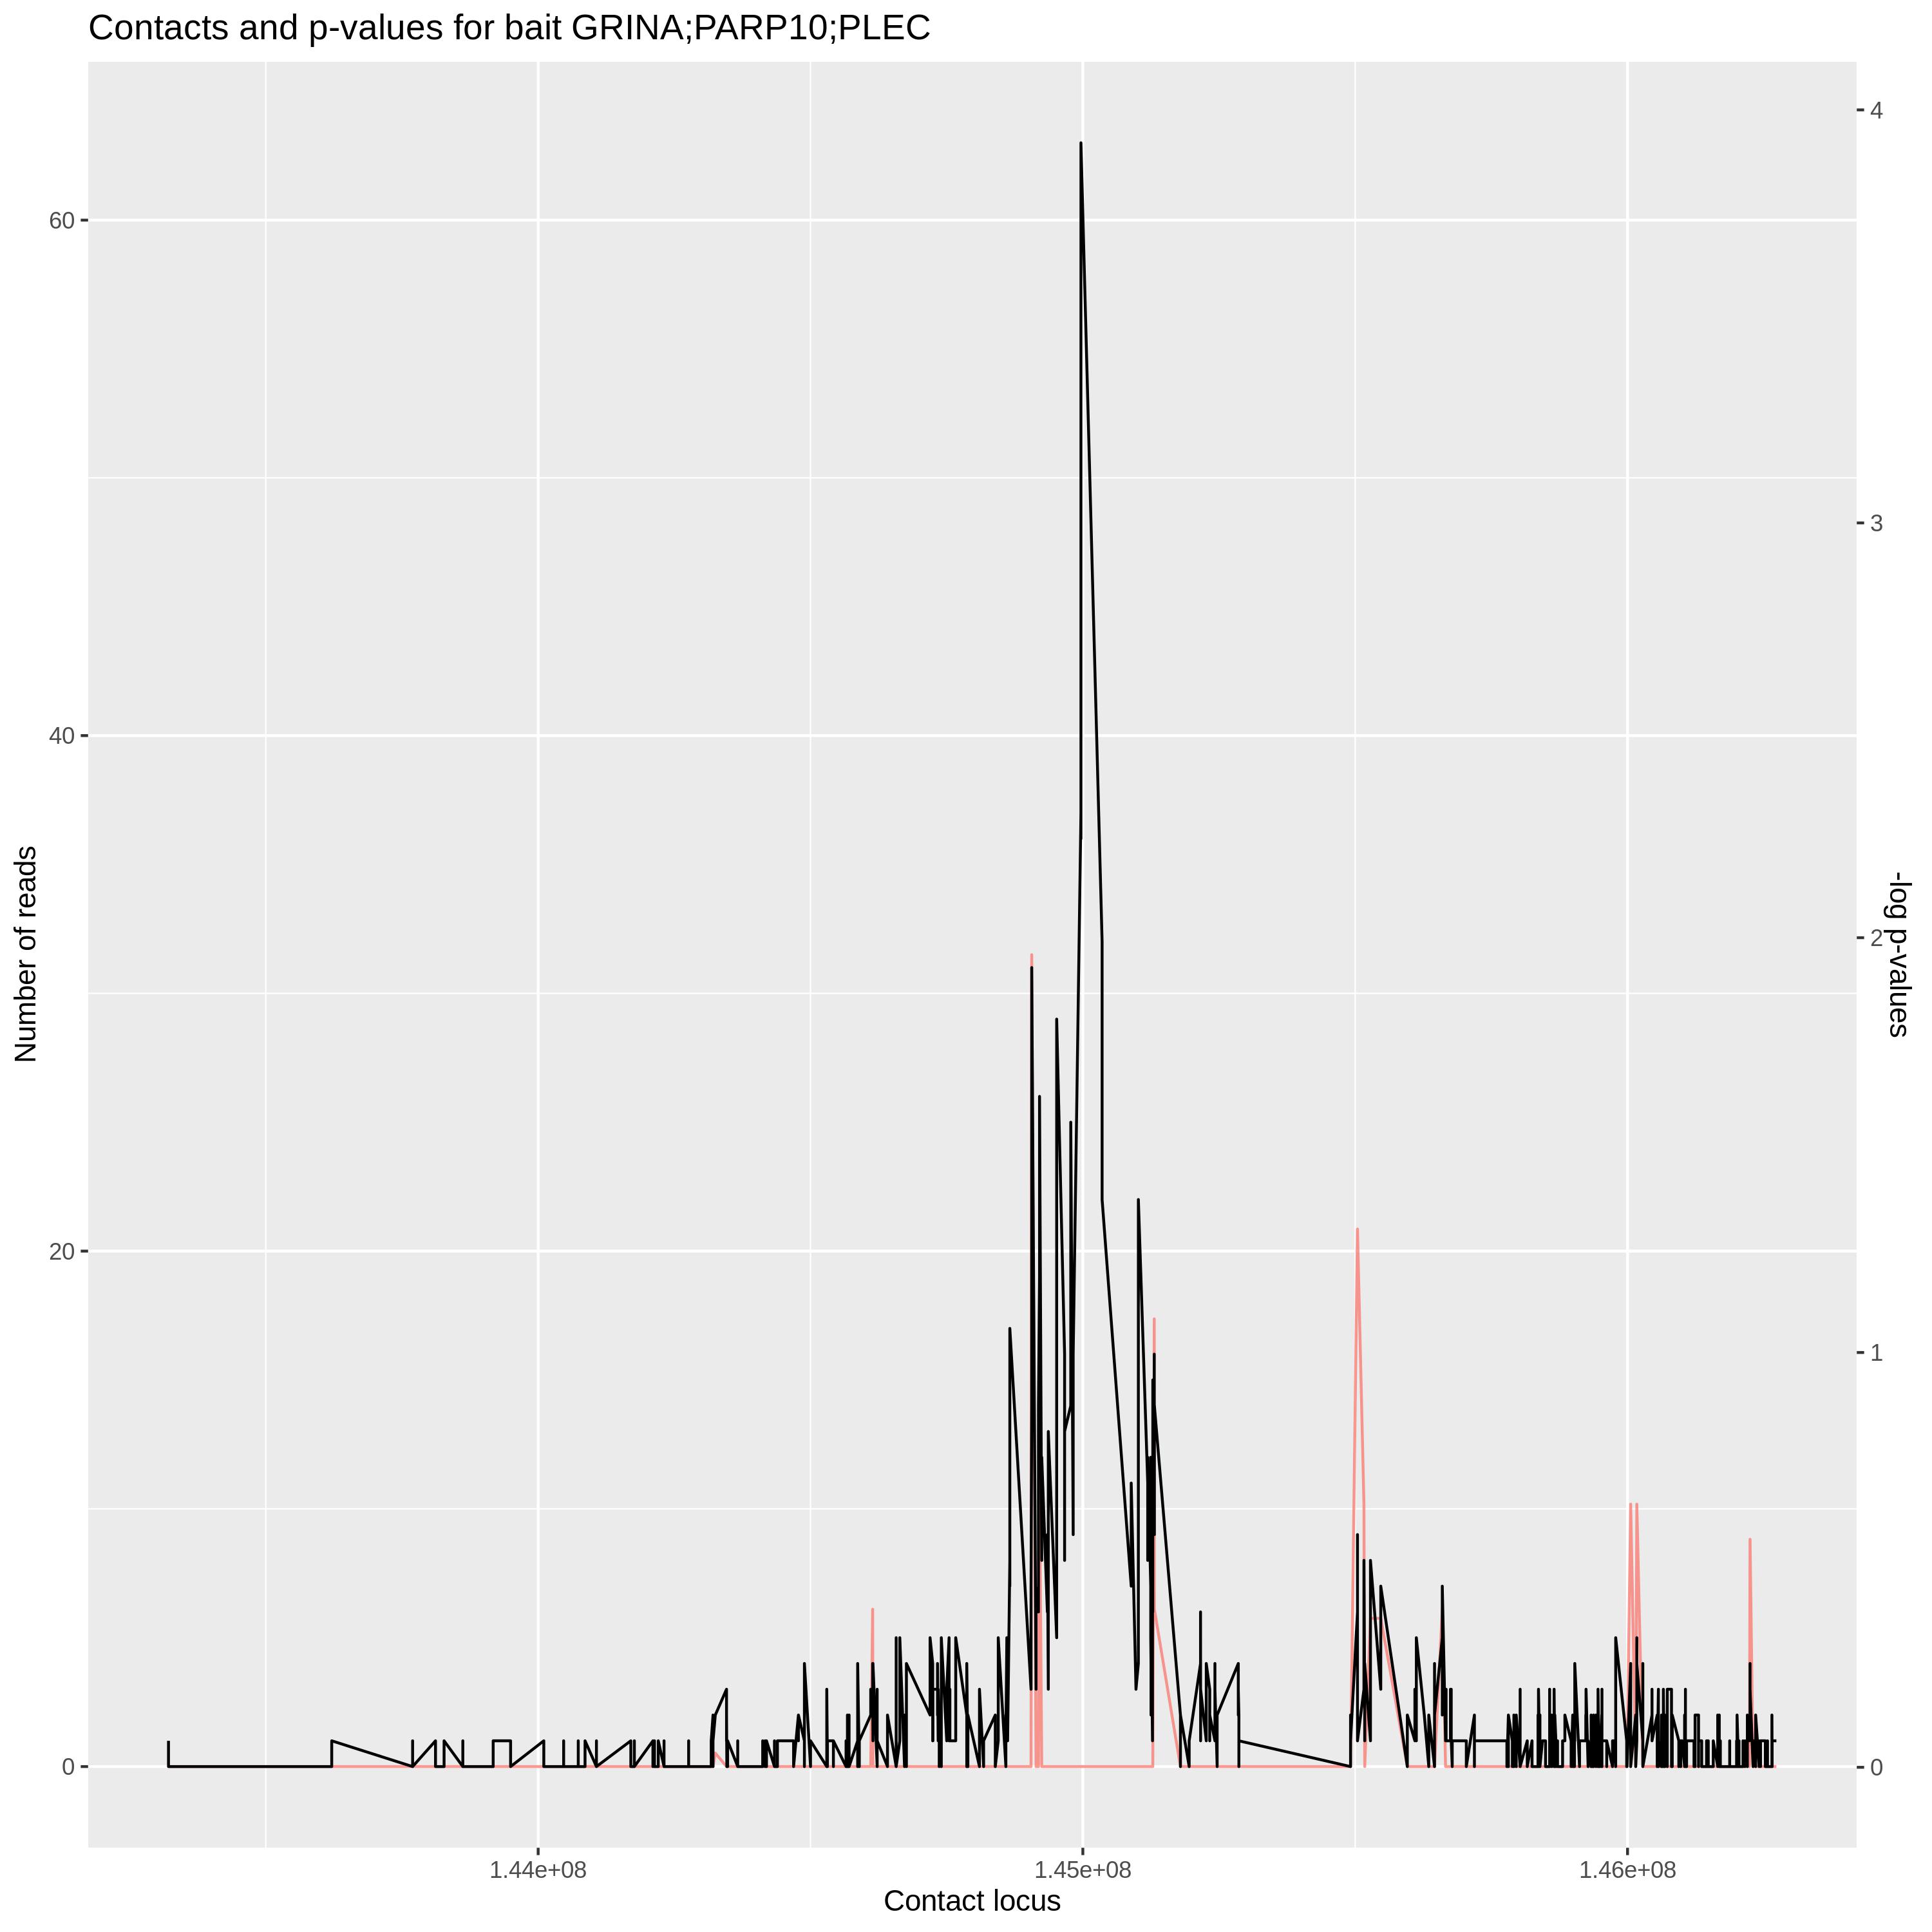 Contacts and p-values for bait GRINA;PARP10;PLEC
60
40
20
0
Number of reads
4
3
2
1
0
-log p-values
1.44e+08
1.45e+08
1.46e+08
Contact locus